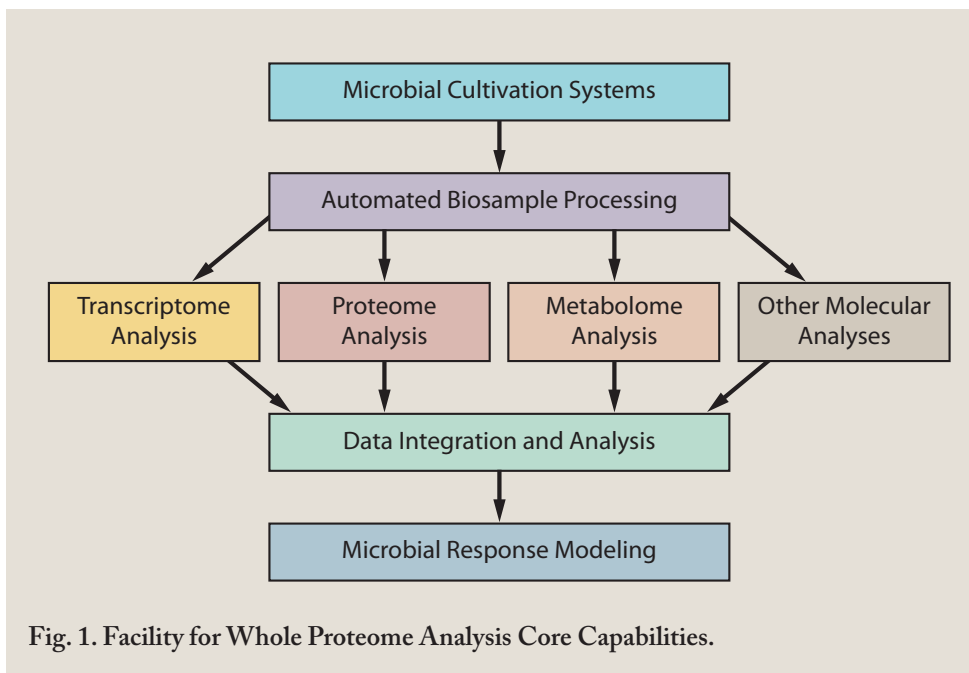 Microbial Cultivation Systems
Automated Biosample Processing
Transcriptome
Analysis
Proteome
Analysis
Metabolome
Analysis
Other Molecular
Analyses
Data Integration and Analysis
Microbial Response Modeling
Fig. 1. Facility for Whole Proteome Analysis Core Capabilities.